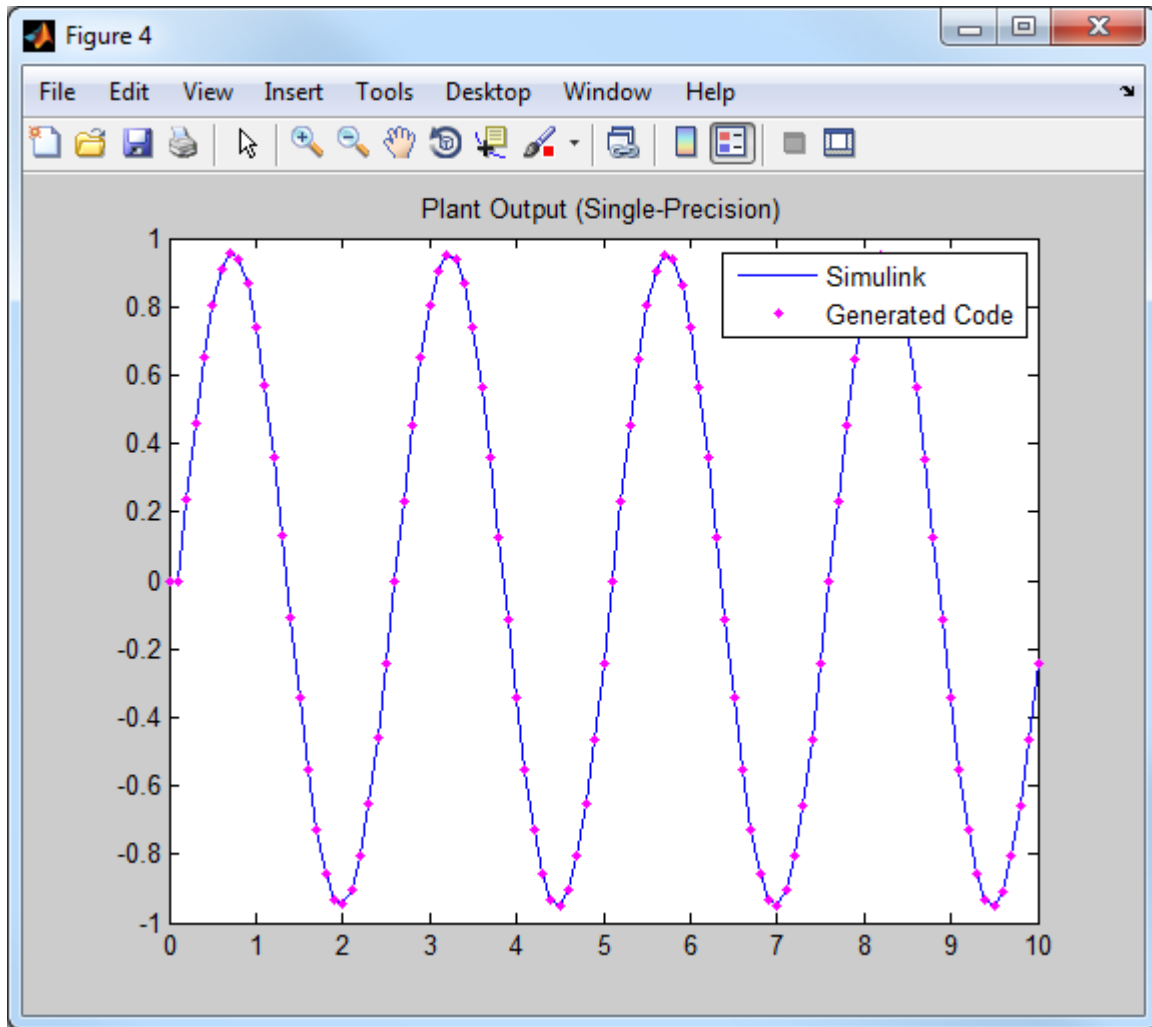 Figure 4
File Edit View Insert Tools Desktop Window Help
Plant Output (Single-Precision)
Simulink
Generated Code
1
0.8
0.6
0.4
0.2
0
-0.2
-0.4
-0.6
-0.8
-1
0 1 2 3 4 5 6 7 8 9 10